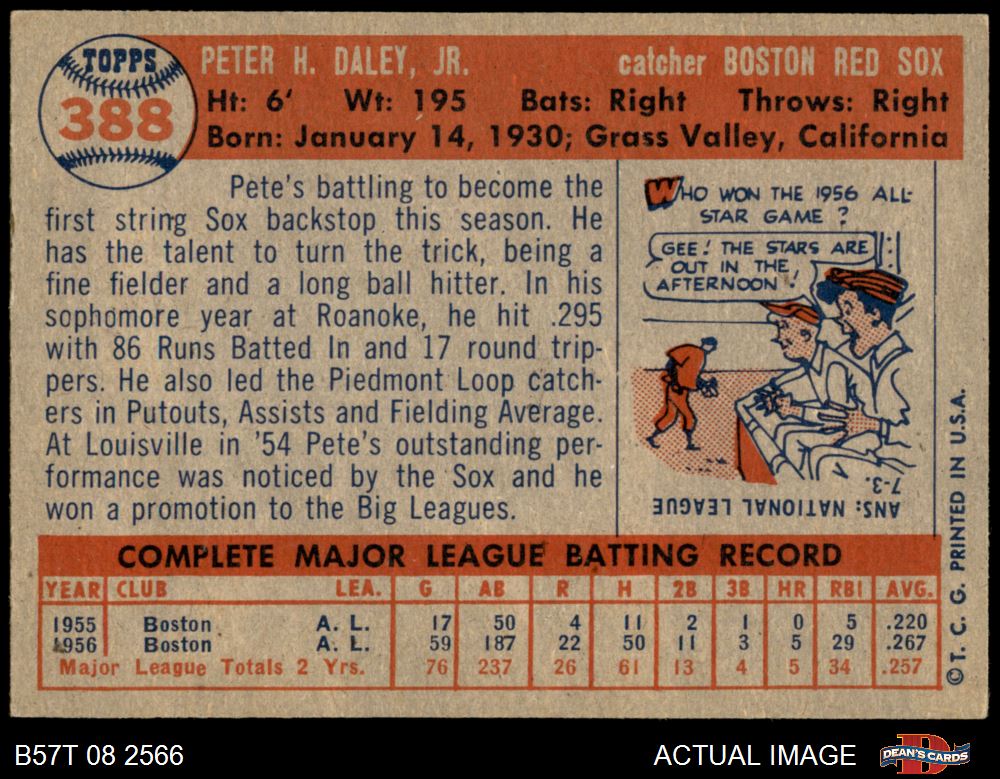 TOPPS
388
PETER H. DALEY, JR. catcher BOSTON RED SOX
Ht: 6' Wt: 195 Bats: Right Throws: Right
Born: January 14, 1930; Grass Valley, California
Pete's battling to become the
first string Sox backstop this season. He
has the talent to turn the trick, being a
fine fielder and a long ball hitter. In his
sophomore year at Roanoke, he hit .295
with 86 Runs Batted In and 17 round trip-
pers. He also led the Piedmont Loop catch-
ers in Putouts, Assists and Fielding Average.
At Louisville in '54 Pete's outstanding per-
formance was noticed by the Sox and he
won a promotion to the Big Leagues.
WHO WON THE 1956 ALL-
STAR GAME ?
GEE! THE STARS ARE
OUT IN THE
AFTERNOON!
ANS: NATIONAL LEAGUE
7-3.
©T. C. G. PRINTED IN U.S.A.
COMPLETE MAJOR LEAGUE BATTING RECORD
YEAR CLUB LEA. G AB R H 2B 3B HR RBI AVG.
1955 Boston A. L. 17 50 4 11 2 1 0 5 .220
1956 Boston A. L. 59 187 22 50 11 3 5 29 .267
Major League Totals 2 Yrs. 76 237 26 61 13 4 5 34 .257
B57T 08 2566 ACTUAL IMAGE DEAN'S CARDS